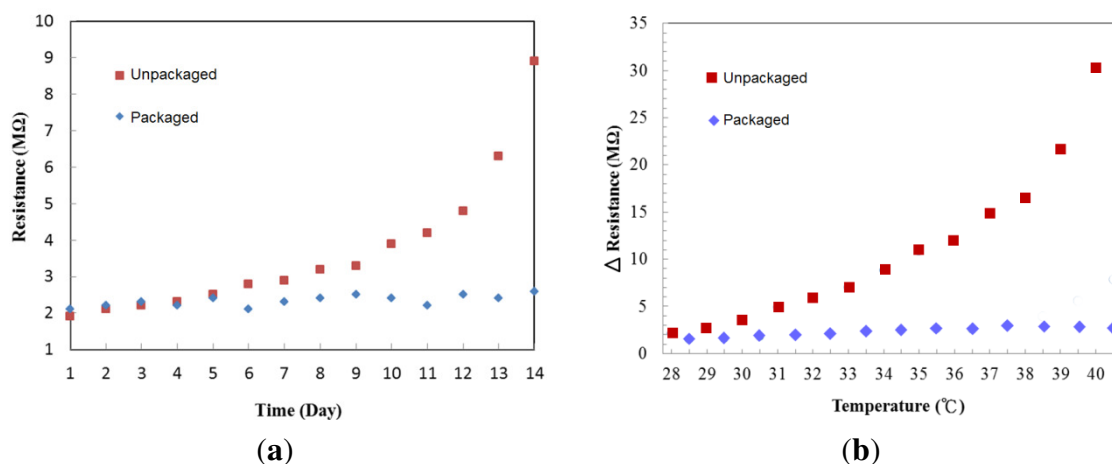 10
9
8
7
6
5
4
3
2
1
Resistance (MΩ)
Unpackaged
Packaged
1 2 3 4 5 6 7 8 9 10 11 12 13 14
Time (Day)
(a)
35
30
25
20
15
10
5
0
△ Resistance (MΩ)
Unpackaged
Packaged
28 29 30 31 32 33 34 35 36 37 38 39 40
Temperature (℃)
(b)